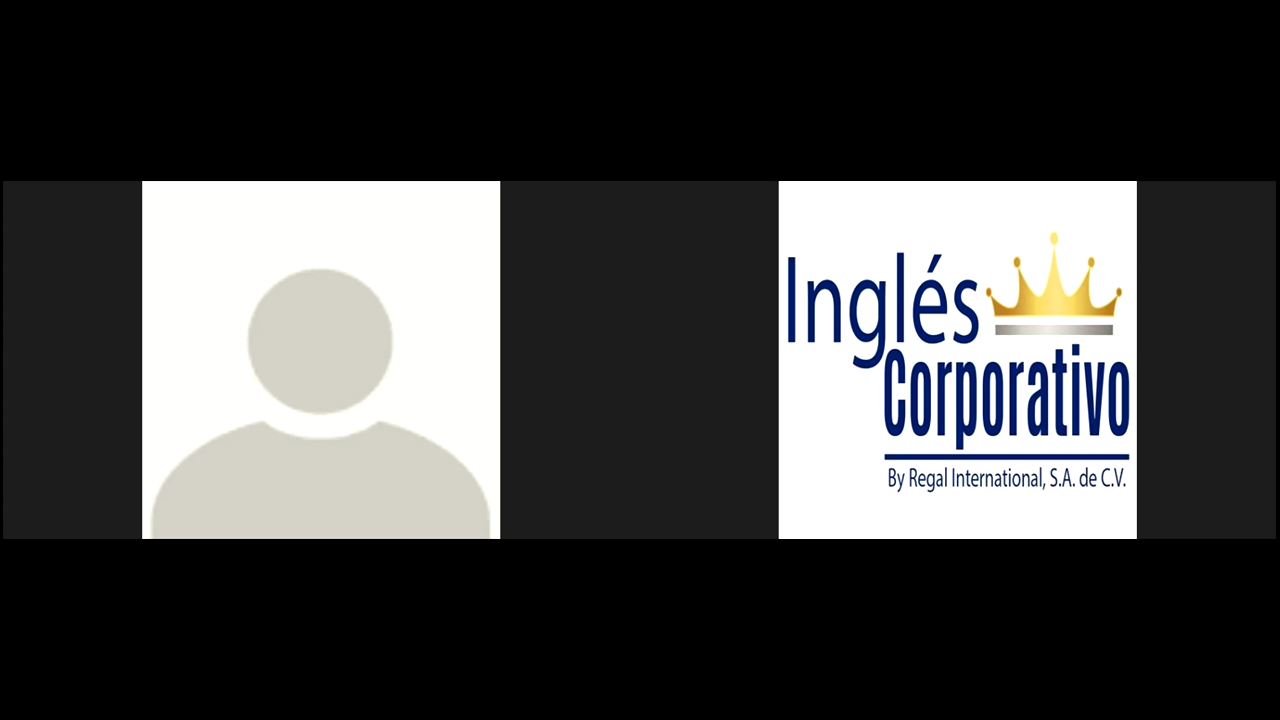 Inglés
Corporativo
By Regal International, S.A. de C.V.